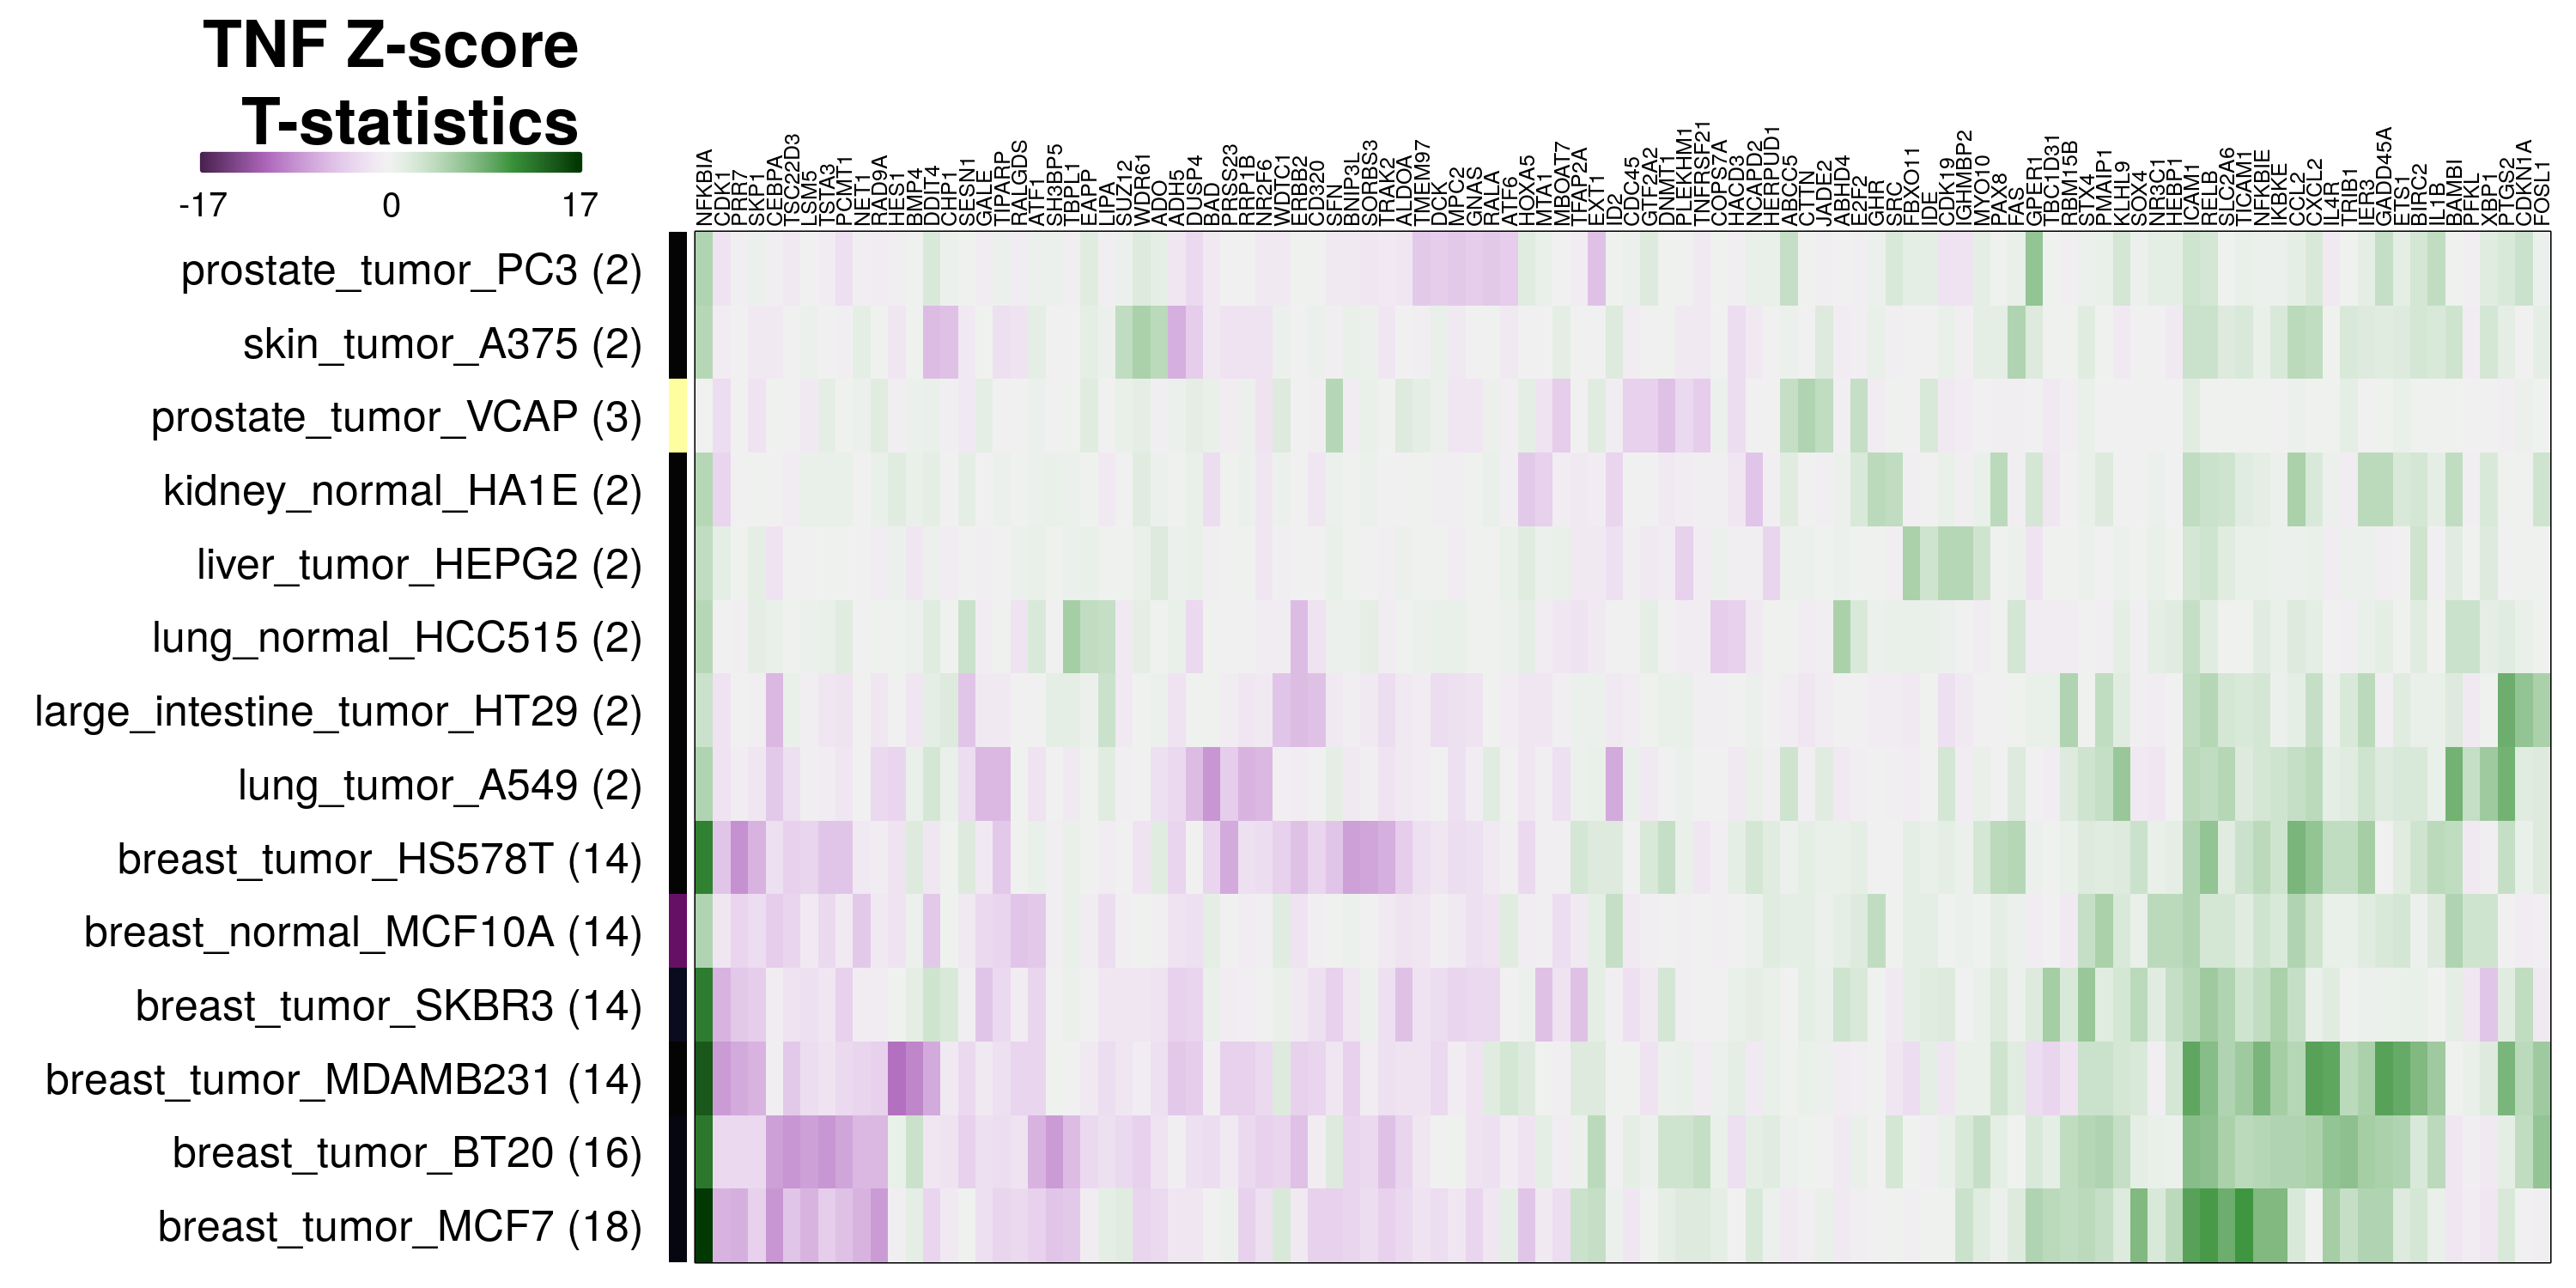 TNF Z-score
T-statistics
-17 0 17
NFKBIA CDK1 PRR7 SKP1 CEBPA TSC22D3 LSM5 TSTA3 PCMT1 NET1 RAD9A HES1 BMP4 DDIT4 CHP1 SESN1 GALE TIPARP RALGDS ATF1 SH3BP5 TBPL1 EAPP LIPA SUZ12 WDR61 ADO ADH5 DUSP4 BAD PRSS23 RRP1B NR2F6 WDTC1 ERBB2 CD320 SFN BNIP3L SORBS3 TRAK2 ALDOA TMEM97 DCK MPC2 GNAS RALA ATF6 HOXA5 MTA1 MBOAT7 TFAP2A EXT1 ID2 CDC45 GTF2A2 DNMT1 PLEKHM1 TNFRSF21 COPS7A HACD3 NCAPD2 HERPUD1 ABCC5 CTTN JADE2 ABHD4 E2F2 GHR SRC FBXO11 IDE CDK19 IGHMBP2 MYO10 PAX8 FAS GPER1 TBC1D31 RBM15B STX4 PMAIP1 KLHL9 SOX4 NR3C1 HEBP1 ICAM1 RELB SLC2A6 TICAM1 NFKBIE IKBKE CCL2 CXCL2 IL4R TRIB1 IER3 GADD45A ETS1 BIRC2 IL1B BAMBI PFKL XBP1 PTGS2 CDKN1A FOSL1
prostate_tumor_PC3 (2)
skin_tumor_A375 (2)
prostate_tumor_VCAP (3)
kidney_normal_HA1E (2)
liver_tumor_HEPG2 (2)
lung_normal_HCC515 (2)
large_intestine_tumor_HT29 (2)
lung_tumor_A549 (2)
breast_tumor_HS578T (14)
breast_normal_MCF10A (14)
breast_tumor_SKBR3 (14)
breast_tumor_MDAMB231 (14)
breast_tumor_BT20 (16)
breast_tumor_MCF7 (18)